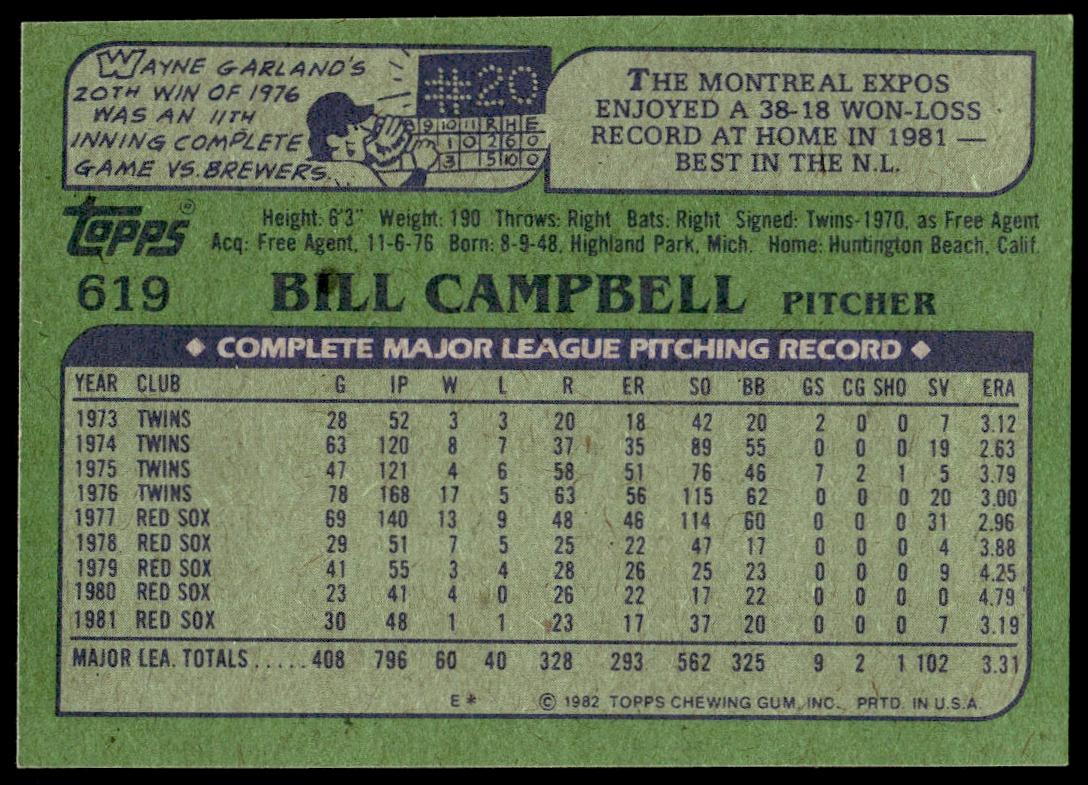 WAYNE GARLAND'S
20TH WIN OF 1976
WAS AN 11TH
INNING COMPLETE
GAME VS. BREWERS.
#20
8 9 10 11 R H E
1 0 2 6 0
3 5 10 0
THE MONTREAL EXPOS
ENJOYED A 38-18 WON-LOSS
RECORD AT HOME IN 1981 —
BEST IN THE N.L.
TOPPS®
Height: 6'3" Weight: 190 Throws: Right Bats: Right Signed: Twins-1970, as Free Agent
Acq: Free Agent, 11-6-76 Born: 8-9-48, Highland Park, Mich. Home: Huntington Beach, Calif.
619 BILL CAMPBELL PITCHER
◆ COMPLETE MAJOR LEAGUE PITCHING RECORD ◆
YEAR CLUB G IP W L R ER SO BB GS CG SHO SV ERA
1973 TWINS 28 52 3 3 20 18 42 20 2 0 0 7 3.12
1974 TWINS 63 120 8 7 37 35 89 55 0 0 0 19 2.63
1975 TWINS 47 121 4 6 58 51 76 46 7 2 1 5 3.79
1976 TWINS 78 168 17 5 63 56 115 62 0 0 0 20 3.00
1977 RED SOX 69 140 13 9 48 46 114 60 0 0 0 31 2.96
1978 RED SOX 29 51 7 5 25 22 47 17 0 0 0 4 3.88
1979 RED SOX 41 55 3 4 28 26 25 23 0 0 0 9 4.25
1980 RED SOX 23 41 4 0 26 22 17 22 0 0 0 0 4.79
1981 RED SOX 30 48 1 1 23 17 37 20 0 0 0 7 3.19
MAJOR LEA. TOTALS.....408 796 60 40 328 293 562 325 9 2 1 102 3.31
E* © 1982 TOPPS CHEWING GUM, INC. PRTD. IN U.S.A.